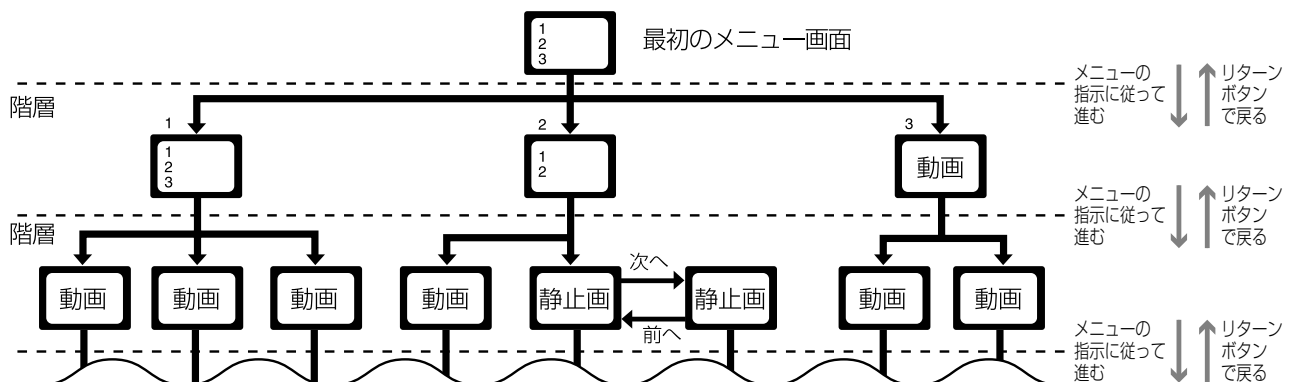 1
2
3
最初のメニュー画面
メニューの
指示に従って
進む
リターン
ボタン
で戻る
階層
1
1
2
3
2
1
2
3
動画
メニューの
指示に従って
進む
リターン
ボタン
で戻る
階層
動画
動画
動画
動画
静止画
次へ
前へ
静止画
動画
動画
メニューの
指示に従って
進む
リターン
ボタン
で戻る